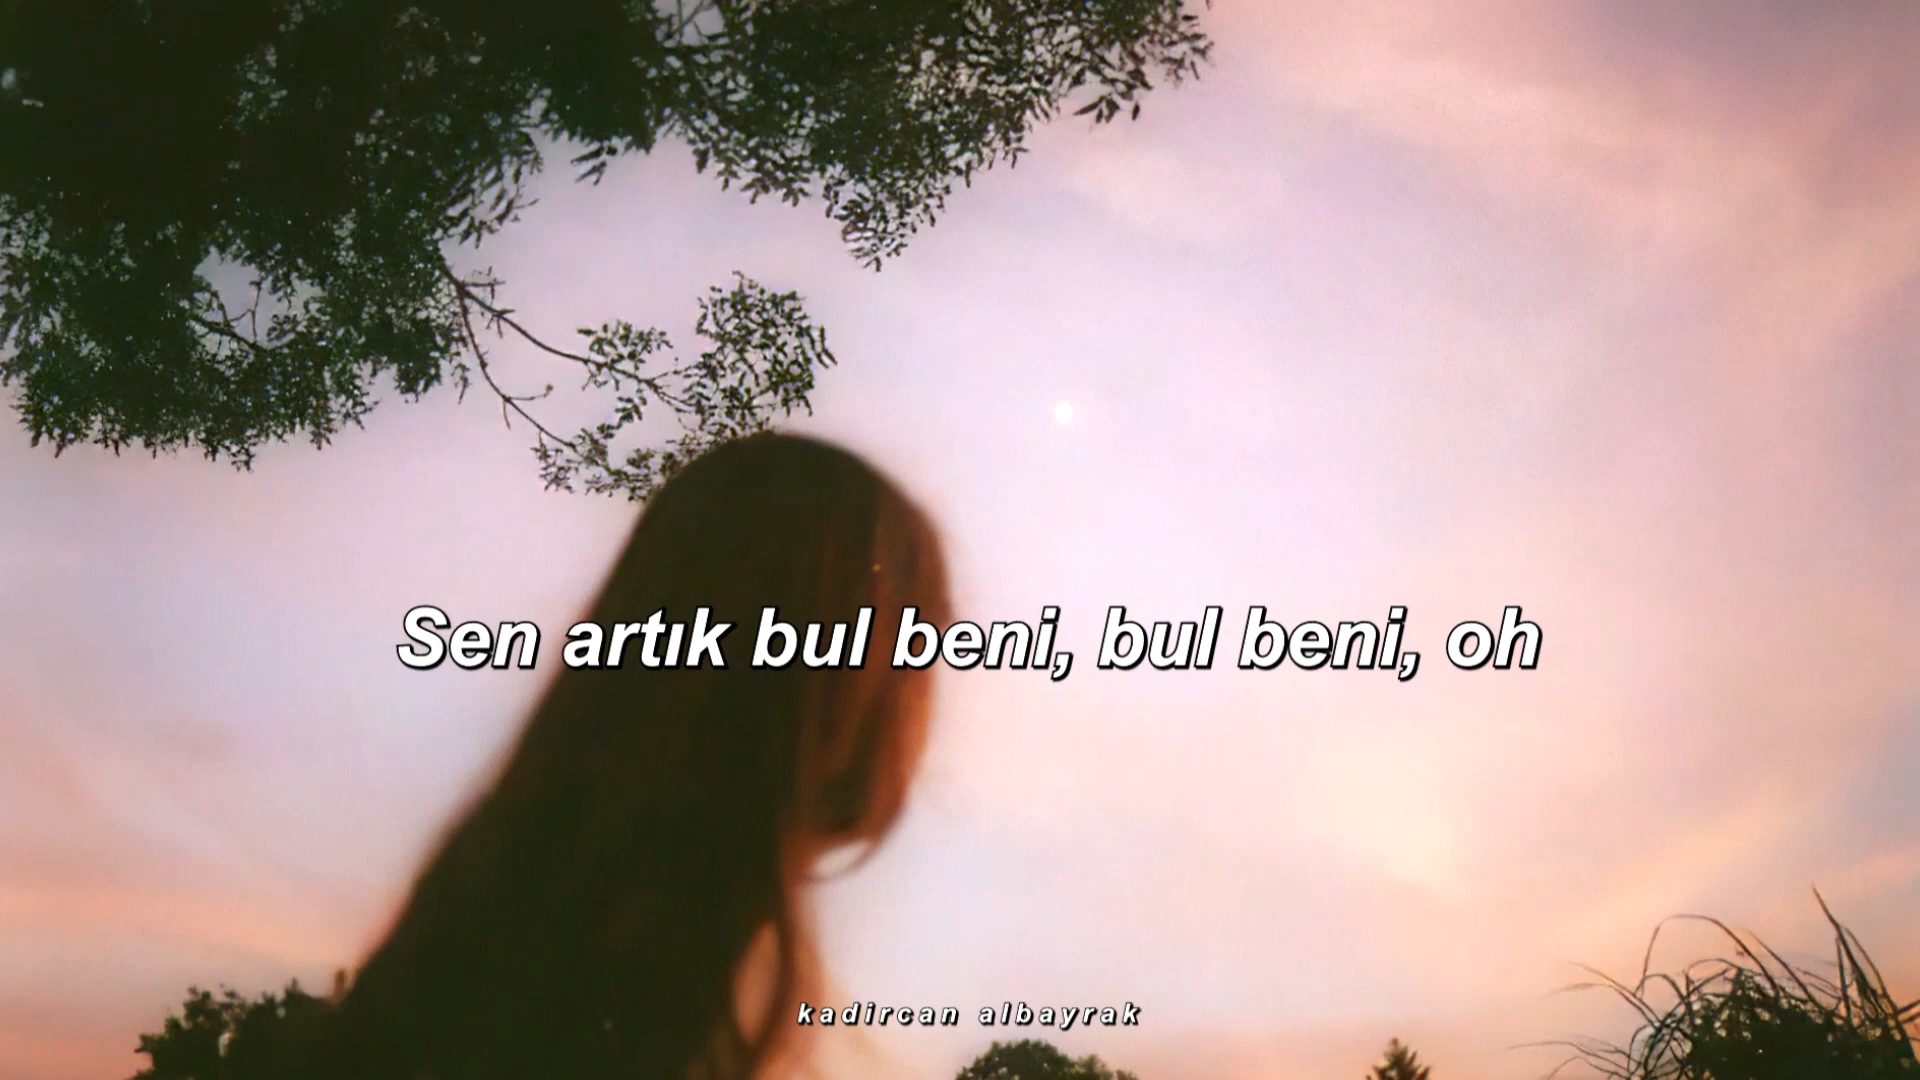 Sen artık bul beni, bul beni, oh
kadircan albayrak